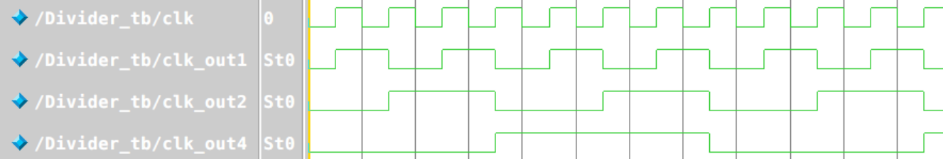 /Divider_tb/clk 0
/Divider_tb/clk_out1 St0
/Divider_tb/clk_out2 St0
/Divider_tb/clk_out4 St0